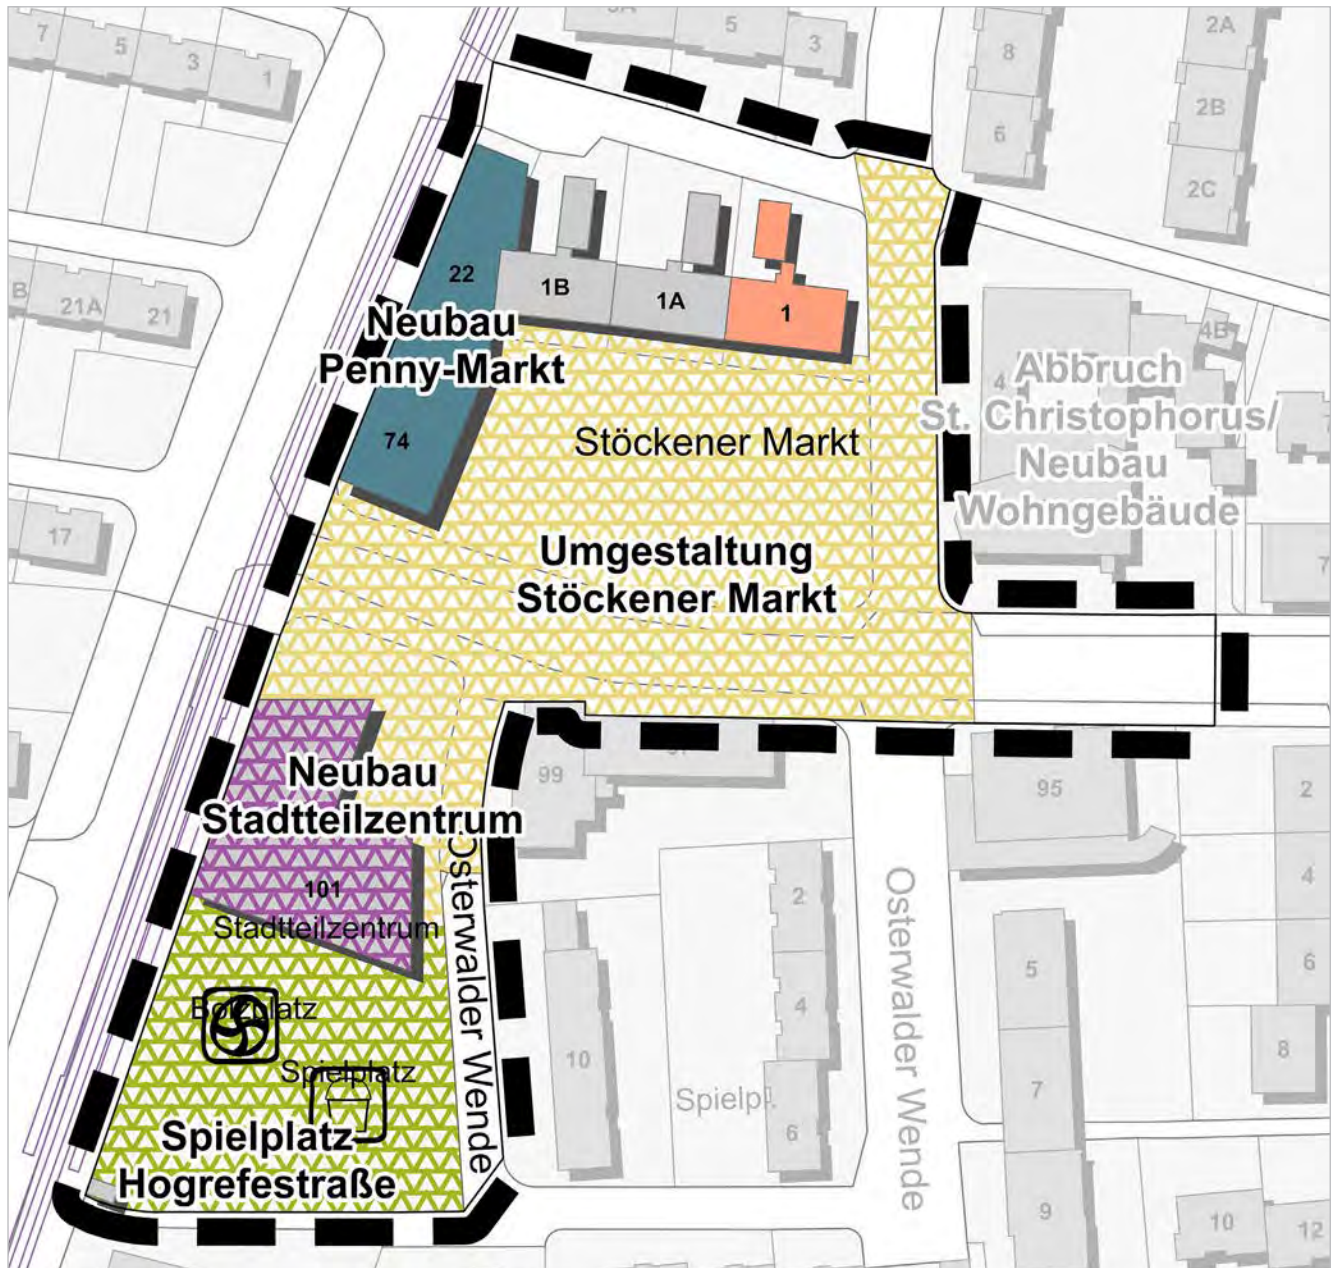 7
5
3
1
3A
5
3
8
6
2A
2B
2C
B
21A
21
17
22
1B
1A
1
74
Neubau
Penny-Markt
Stöckener Markt
Umgestaltung
Stöckener Markt
4B
Abbruch
St. Christophorus/
Neubau
Wohngebäude
7
Neubau
Stadtteilzentrum
101
Stadtteilzentrum
Bolzplatz
Spielplatz
Spielplatz
Hogrefestraße
Osterwalder Wende
99
95
2
4
6
8
10
2
4
6
Spielpl.
Osterwalder Wende
5
7
9
10
12